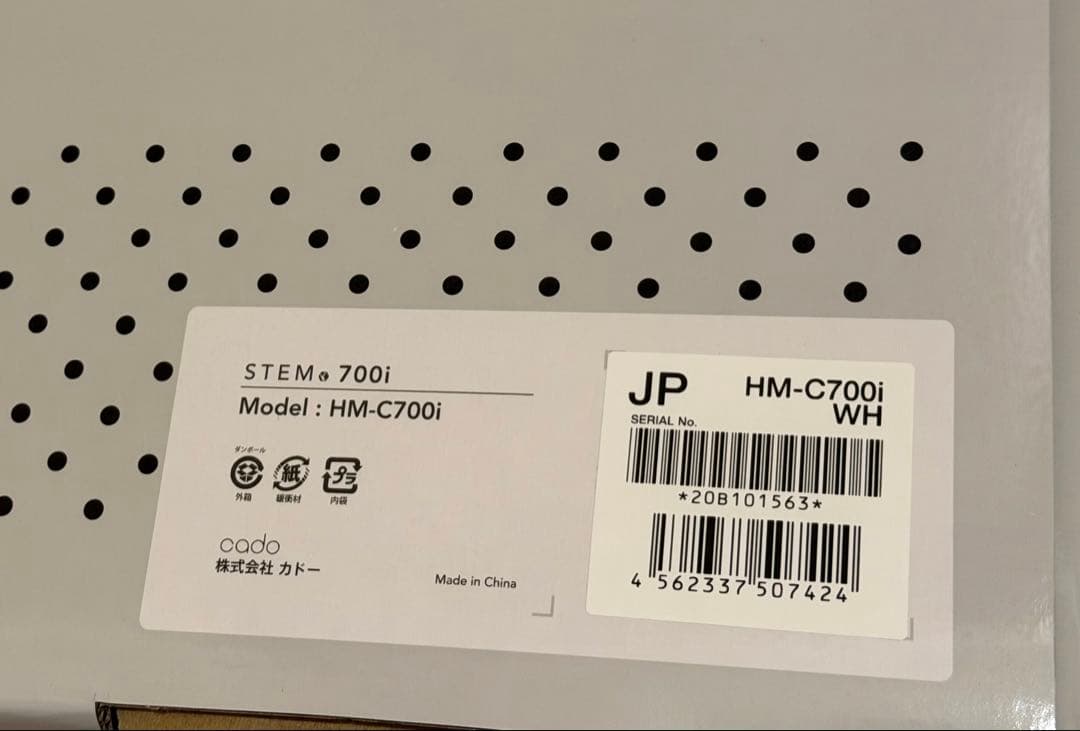 STEM 700i
Model : HM-C700i
ダンボール
外箱
紙
緩衝材
プラ
内袋
cado
株式会社 カドー
Made in China
JP
HM-C700i
WH
SERIAL No.
*20B101563*
4 562337 507424